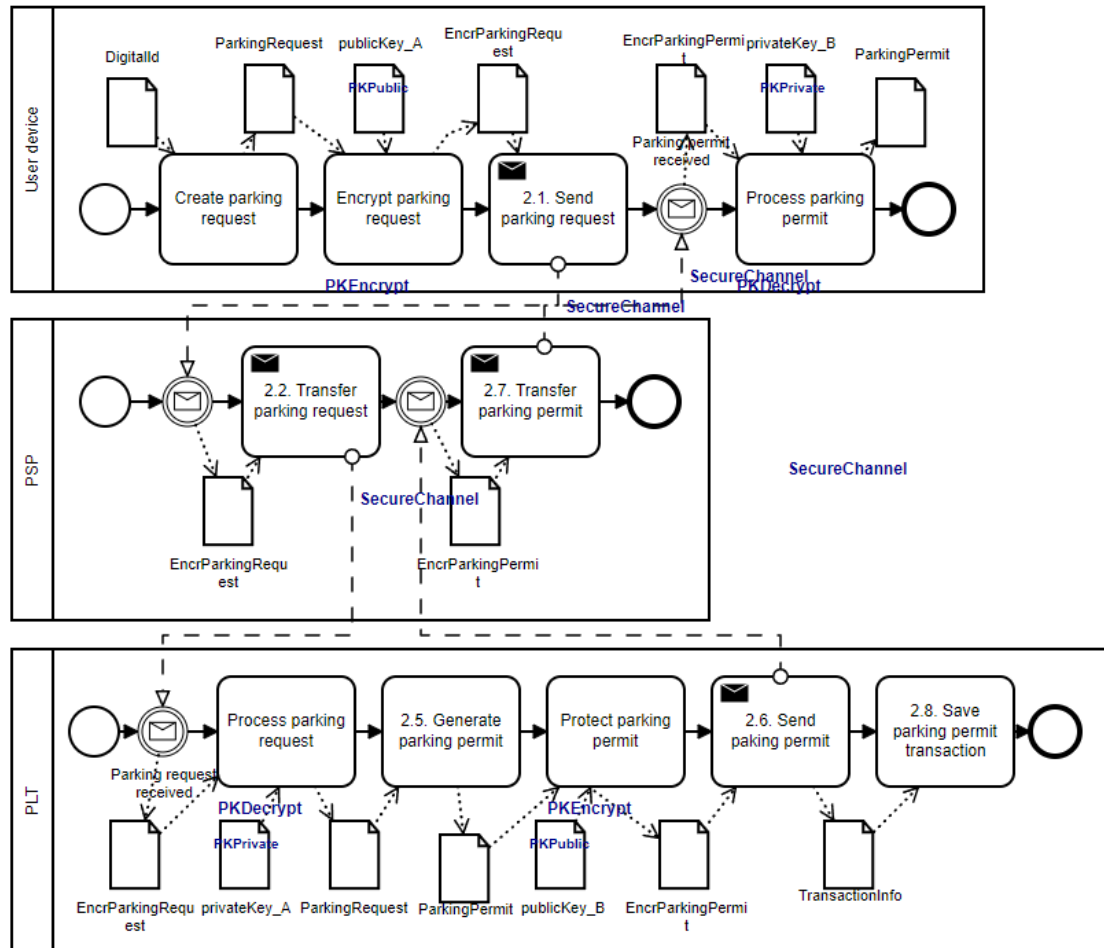 User device
DigitalId
ParkingRequest
publicKey_A
EncrParkingRequ
est
EncrParkingPermi
t
privateKey_B
ParkingPermit
PKPublic
PKPrivate
Parking permit
received
Create parking
request
Encrypt parking
request
2.1. Send
parking request
Process parking
permit
PKEncrypt
SecureChannel
PKDecrypt
SecureChannel
PSP
2.2. Transfer
parking request
2.7. Transfer
parking permit
SecureChannel
SecureChannel
EncrParkingRequ
est
EncrParkingPermi
t
PLT
Parking request
received
Process parking
request
2.5. Generate
parking permit
Protect parking
permit
2.6. Send
paking permit
2.8. Save
parking permit
transaction
PKDecrypt
PKEncrypt
PKPrivate
PKPublic
EncrParkingRequ
est
privateKey_A
ParkingRequest
ParkingPermit
publicKey_B
EncrParkingPermi
t
TransactionInfo